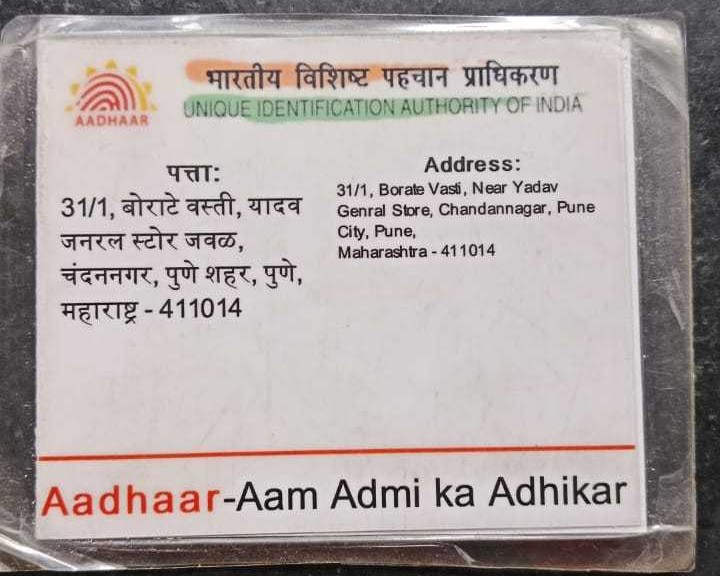 भारतीय विशिष्ट पहचान प्राधिकरण
UNIQUE IDENTIFICATION AUTHORITY OF INDIA
AADHAAR
पत्ता:
31/1, बोराटे वस्ती, यादव
जनरल स्टोर जवळ,
चंदननगर, पुणे शहर, पुणे,
महाराष्ट्र - 411014
Address:
31/1, Borate Vasti, Near Yadav
Genral Store, Chandannagar, Pune
City, Pune,
Maharashtra - 411014
Aadhaar-Aam Admi ka Adhikar